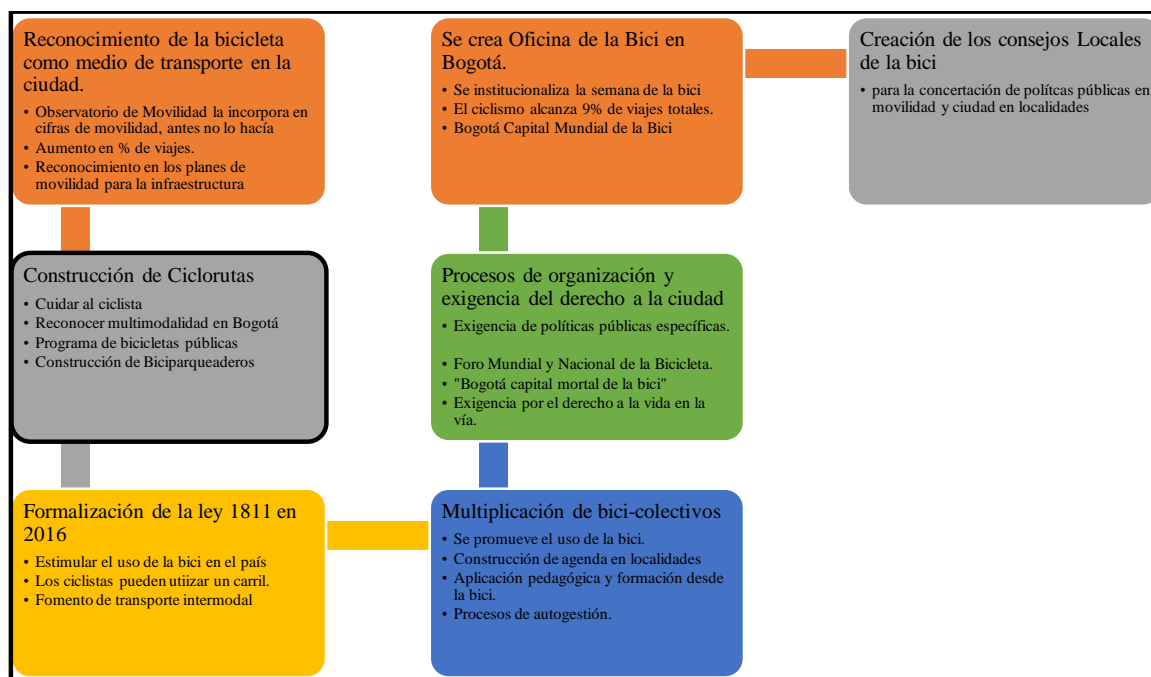 Reconocimiento de la bicicleta
como medio de transporte en la
ciudad.
• Observatorio de Movilidad la incorpora en
cifras de movilidad, antes no lo hacía
• Aumento en % de viajes.
• Reconocimiento en los planes de
movilidad para la infraestructura
Construcción de Ciclorutas
• Cuidar al ciclista
• Reconocer multimodalidad en Bogotá
• Programa de bicicletas públicas
• Construcción de Biciparqueaderos
Formalización de la ley 1811 en
2016
• Estimular el uso de la bici en el país
• Los ciclistas pueden utiizar un carril.
• Fomento de transporte intermodal
Multiplicación de bici-colectivos
• Se promueve el uso de la bici.
• Construcción de agenda en localidades
• Aplicación pedagógica y formación desde
la bici.
• Procesos de autogestión.
Procesos de organización y
exigencia del derecho a la ciudad
• Exigencia de políticas públicas específicas.
• Foro Mundial y Nacional de la Bicicleta.
• "Bogotá capital mortal de la bici"
• Exigencia por el derecho a la vida en la
vía.
Se crea Oficina de la Bici en
Bogotá.
• Se institucionaliza la semana de la bici
• El ciclismo alcanza 9% de viajes totales.
• Bogotá Capital Mundial de la Bici
Creación de los consejos Locales
de la bici
• para la concertación de polítcas públicas en
movilidad y ciudad en localidades